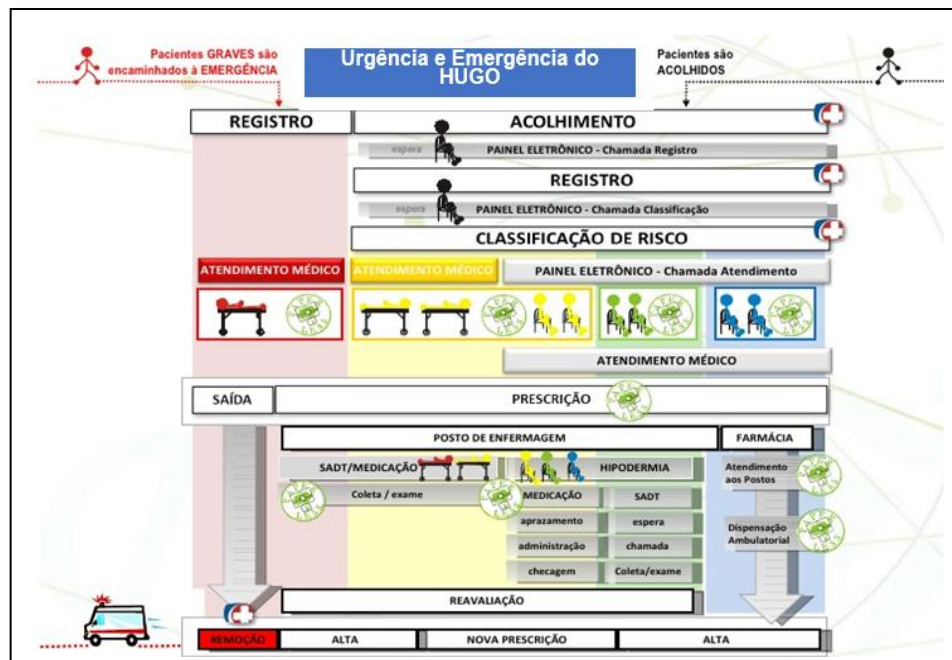 Pacientes GRAVES são
encaminhados à EMERGÊNCIA
Urgência e Emergência do
HUGO
Pacientes são
ACOLHIDOS
REGISTRO
ACOLHIMENTO
espera
PAINEL ELETRÔNICO - Chamada Registro
REGISTRO
espera
PAINEL ELETRÔNICO - Chamada Classificação
CLASSIFICAÇÃO DE RISCO
ATENDIMENTO MÉDICO
ATENDIMENTO MÉDICO
PAINEL ELETRÔNICO - Chamada Atendimento
ATENDIMENTO MÉDICO
SAÍDA
PRESCRIÇÃO
POSTO DE ENFERMAGEM
FARMÁCIA
SADT/MEDICAÇÃO
HIPODERMIA
Atendimento
aos Postos
Coleta / exame
MEDICAÇÃO
SADT
aprazamento
espera
Dispensação
Ambulatorial
administração
chamada
checagem
Coleta/exame
REAVALIAÇÃO
REMOÇÃO
ALTA
NOVA PRESCRIÇÃO
ALTA